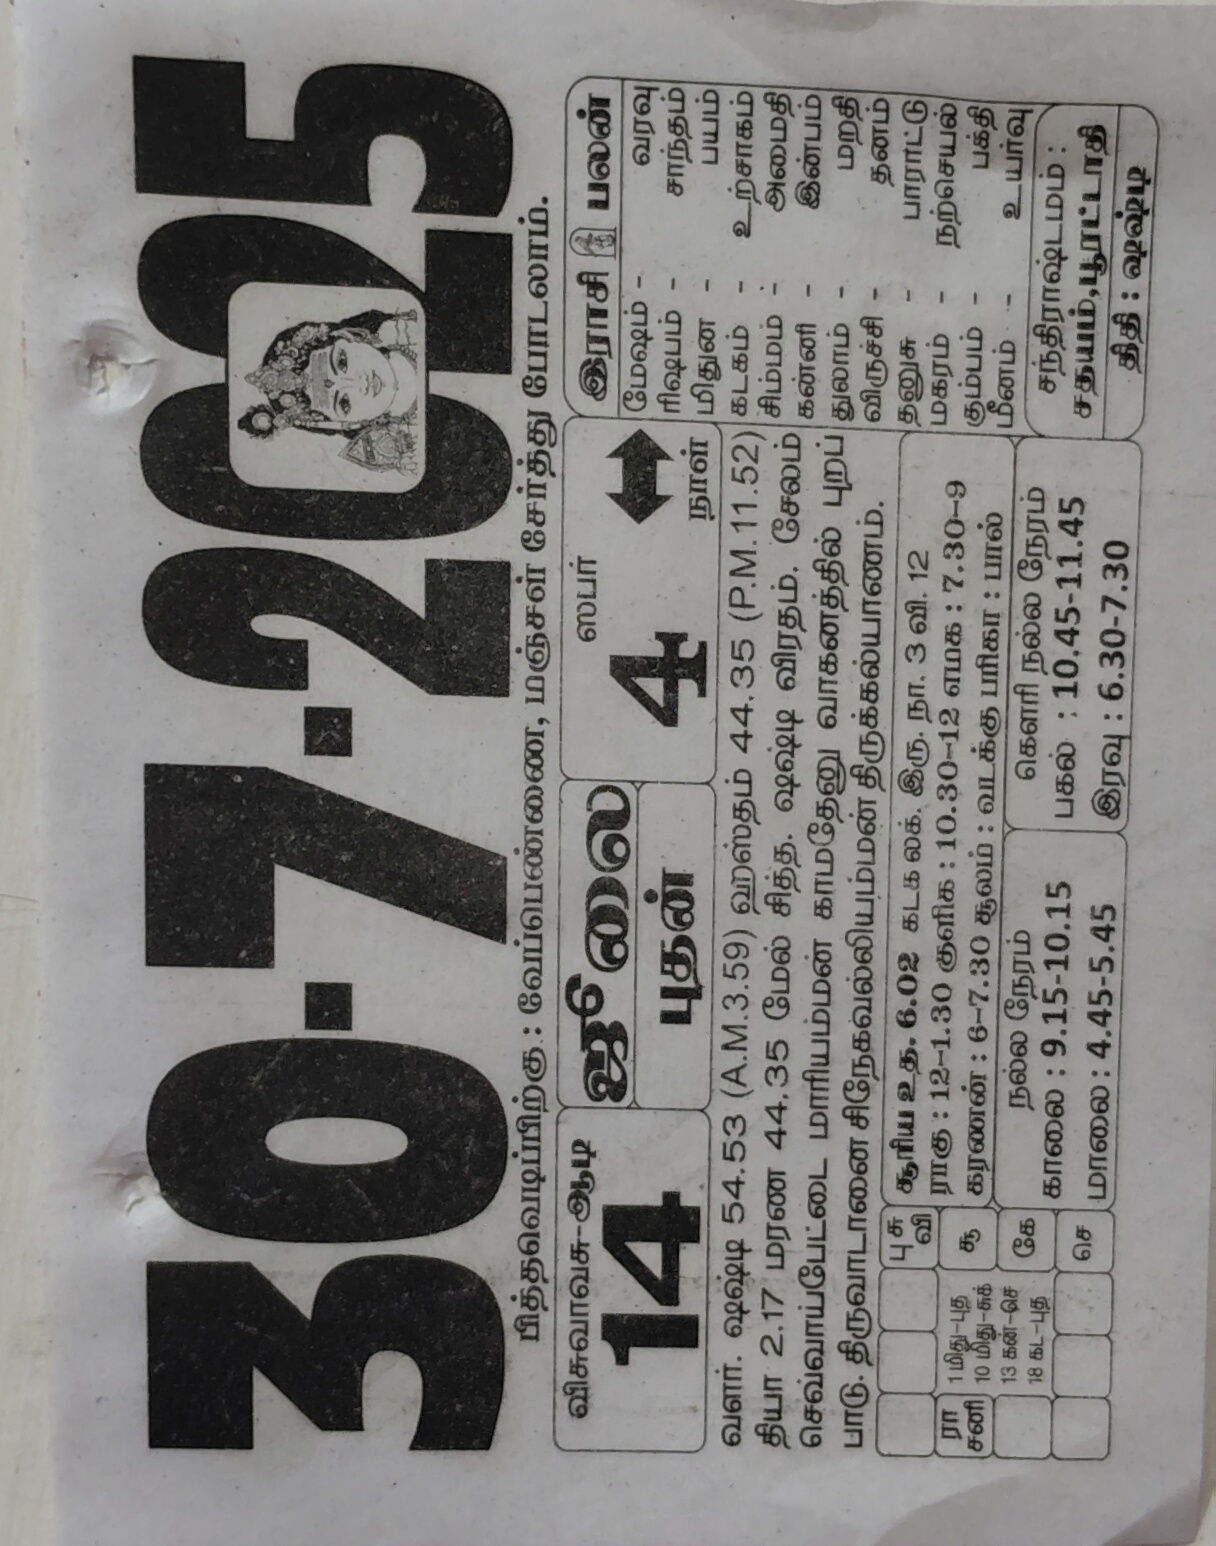 30-7-2025
பித்தவெடிப்பிற்கு : வேப்பெண்ணை, மஞ்சள் சேர்த்து போடலாம்.
விசுவாவசு-ஆடி
14
ஜூலை
புதன்
ஸபர்
4
நாள்
வளர். ஷஷ்டி 54.53 (A.M.3.59) ஹஸ்தம் 44.35 (P.M.11.52)
தியா 2.17 மரண 44.35 மேல் சித்த. ஷஷ்டி விரதம். சேலம்
செவ்வாய்பேட்டை மாரியம்மன் காமதேனு வாகனத்தில் புறப்
பாடு. திருவாடானை சிநேகவல்லியம்மன் திருக்கல்யாணம்.
பு சு
வி
ரா
சனி
1 மிது-புத
10 மிது-சுக்
13 கன்-செ
18 கட-புத
சூ
கே
செ
சூரிய உத. 6.02 கடக லக். இரு. நா. 3 வி. 12
ராகு : 12-1.30 குளிக : 10.30-12 எமக : 7.30-9
கரணன் : 6-7.30 சூலம் : வடக்கு பரிகா : பால்
நல்ல நேரம்
காலை : 9.15-10.15
மாலை : 4.45-5.45
கௌரி நல்ல நேரம்
பகல் : 10.45-11.45
இரவு : 6.30-7.30
இராசி பலன்
மேஷம் - வரவு
ரிஷபம் - சாந்தம்
மிதுன - பயம்
கடகம் - உற்சாகம்
சிம்மம் - அமைதி
கன்னி - இன்பம்
துலாம் - மறதி
விருச்சி - தனம்
தனுசு - பாராட்டு
மகரம் - நற்செயல்
கும்பம் - பக்தி
மீனம் - உயர்வு
சந்திராஷ்டமம் :
சதயம்,பூரட்டாதி
திதி : ஷஷ்டி